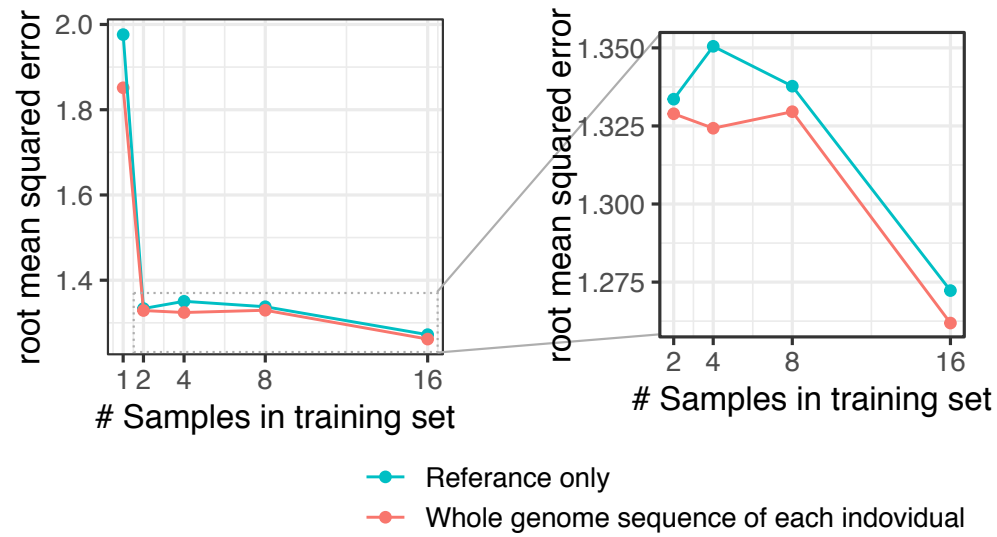 root mean squared error
2.0
1.8
1.6
1.4
1 2 4 8 16
# Samples in training set
root mean squared error
1.350
1.325
1.300
1.275
2 4 8 16
# Samples in training set
Referance only
Whole genome sequence of each indovidual